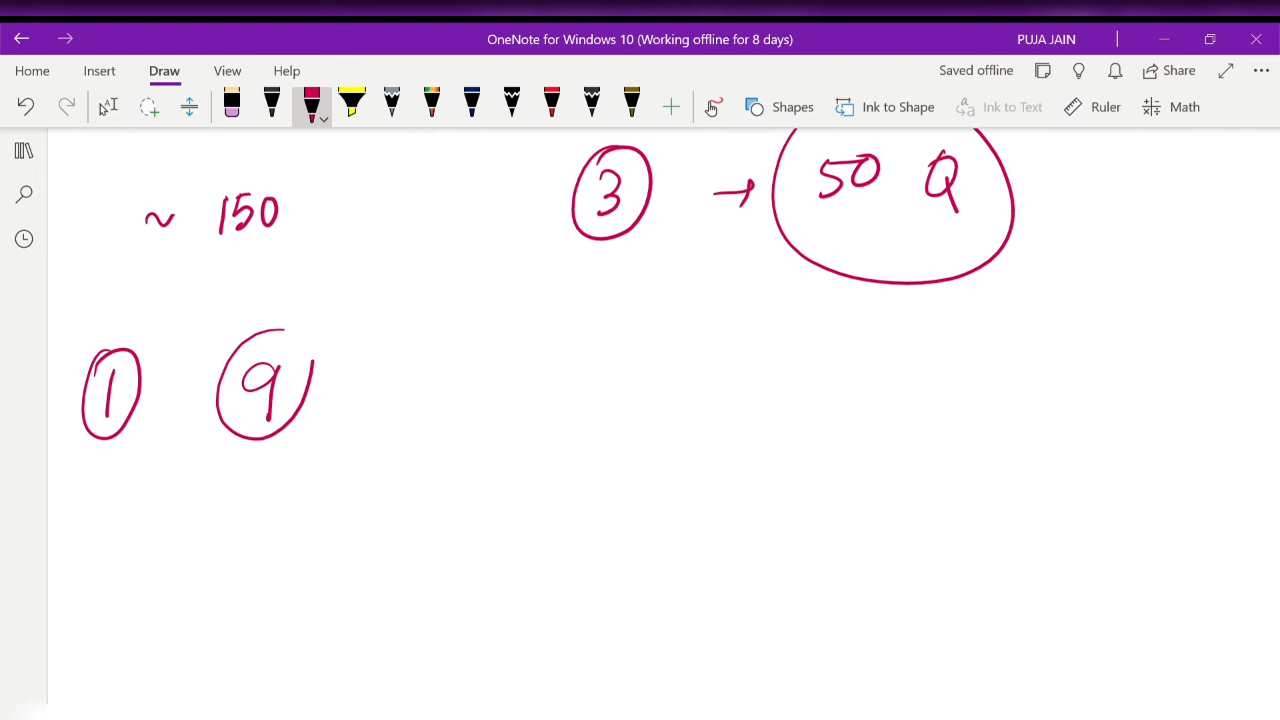 OneNote for Windows 10 (Working offline for 8 days)
PUJA JAIN
Home Insert Draw View Help
Saved offline
Share
Shapes
Ink to Shape
Ink to Text
Ruler
Math
3 → 50 Q
~ 150
1 9